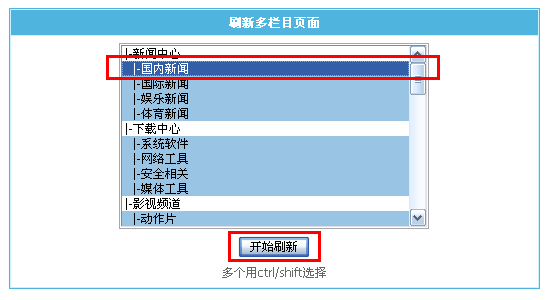 刷新多栏目页面
|-新闻中心
|-国内新闻
|-国际新闻
|-娱乐新闻
|-体育新闻
|-下载中心
|-系统软件
|-网络工具
|-安全相关
|-媒体工具
|-影视频道
|-动作片
开始刷新
多个用ctrl/shift选择